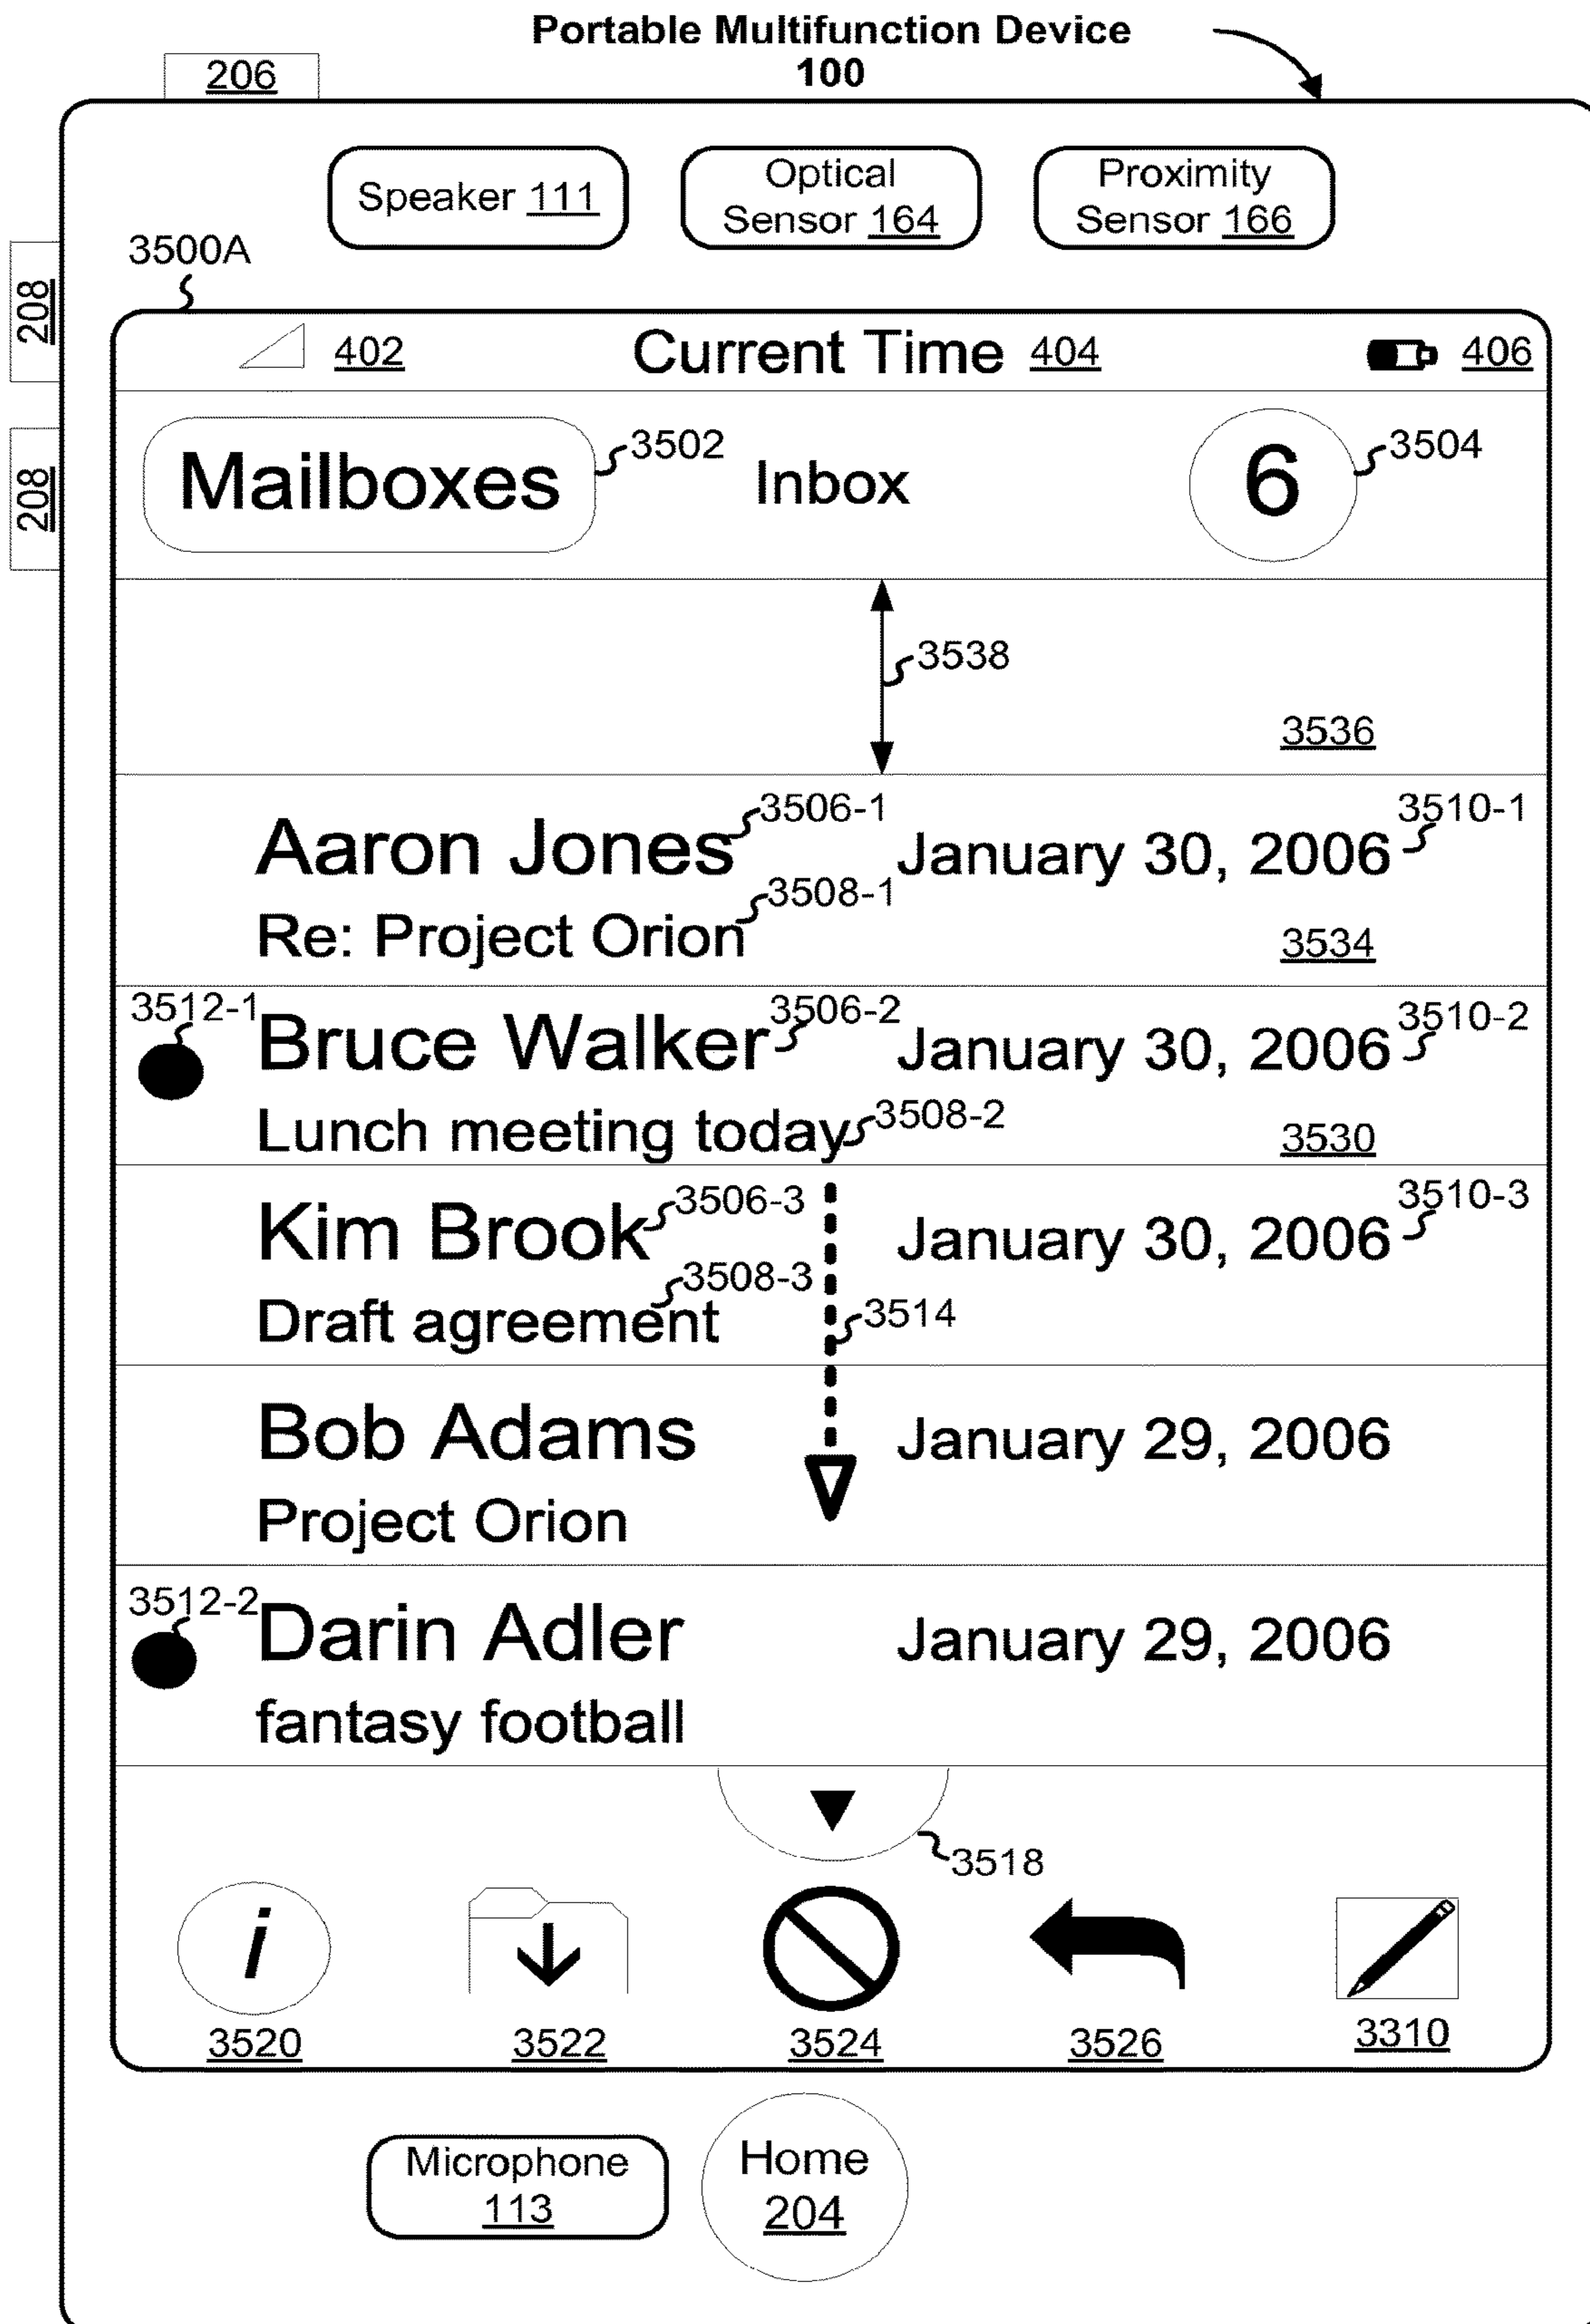 Portable Multifunction Device
100
206
Speaker 111
Optical
Sensor 164
Proximity
Sensor 166
3500A
208
208
402
Current Time 404
406
Mailboxes
3502
Inbox
6
3504
3538
3536
Aaron Jones
3506-1
January 30, 2006
3510-1
Re: Project Orion
3508-1
3534
3512-1
Bruce Walker
3506-2
January 30, 2006
3510-2
Lunch meeting today
3508-2
3530
Kim Brook
3506-3
January 30, 2006
3510-3
Draft agreement
3508-3
3514
Bob Adams
January 29, 2006
Project Orion
3512-2
Darin Adler
January 29, 2006
fantasy football
3518
i
3520
3522
3524
3526
3310
Microphone
113
Home
204